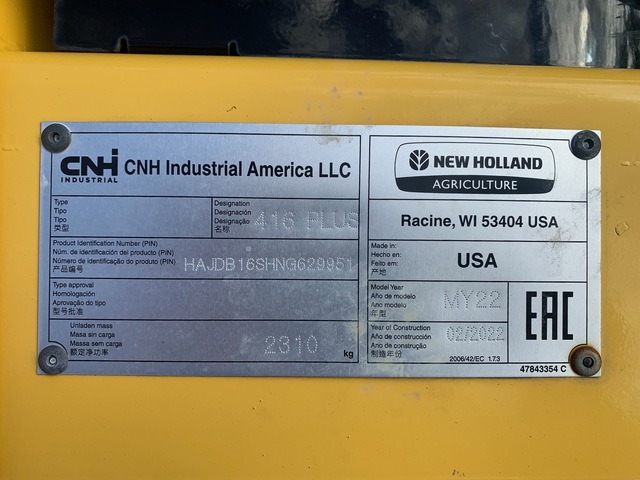 CNH
INDUSTRIAL
CNH Industrial America LLC
Type
Tipo
Tipo
类型
Designation
Designación
Designação
名称
416 PLUS
Product Identification Number (PIN)
Núm. de identificación del producto (PIN)
Número de identificação do produto (PIN)
产品编号
HAJDB16SHNG629951
Type approval
Homologación
Aprovação do tipo
型号批准
Unladen mass
Masa sin carga
Massa sem carga
额定净功率
2310
kg
NEW HOLLAND
AGRICULTURE
Racine, WI 53404 USA
Made in:
Hecho en:
Feito em:
产地
USA
Model Year
Año de modelo
Ano de modelo
年型
MY22
Year of Construction
Año de construcción
Ano de construção
制造年份
02/2022
2006/42/EC 1.7.3
EAC
47843354 C